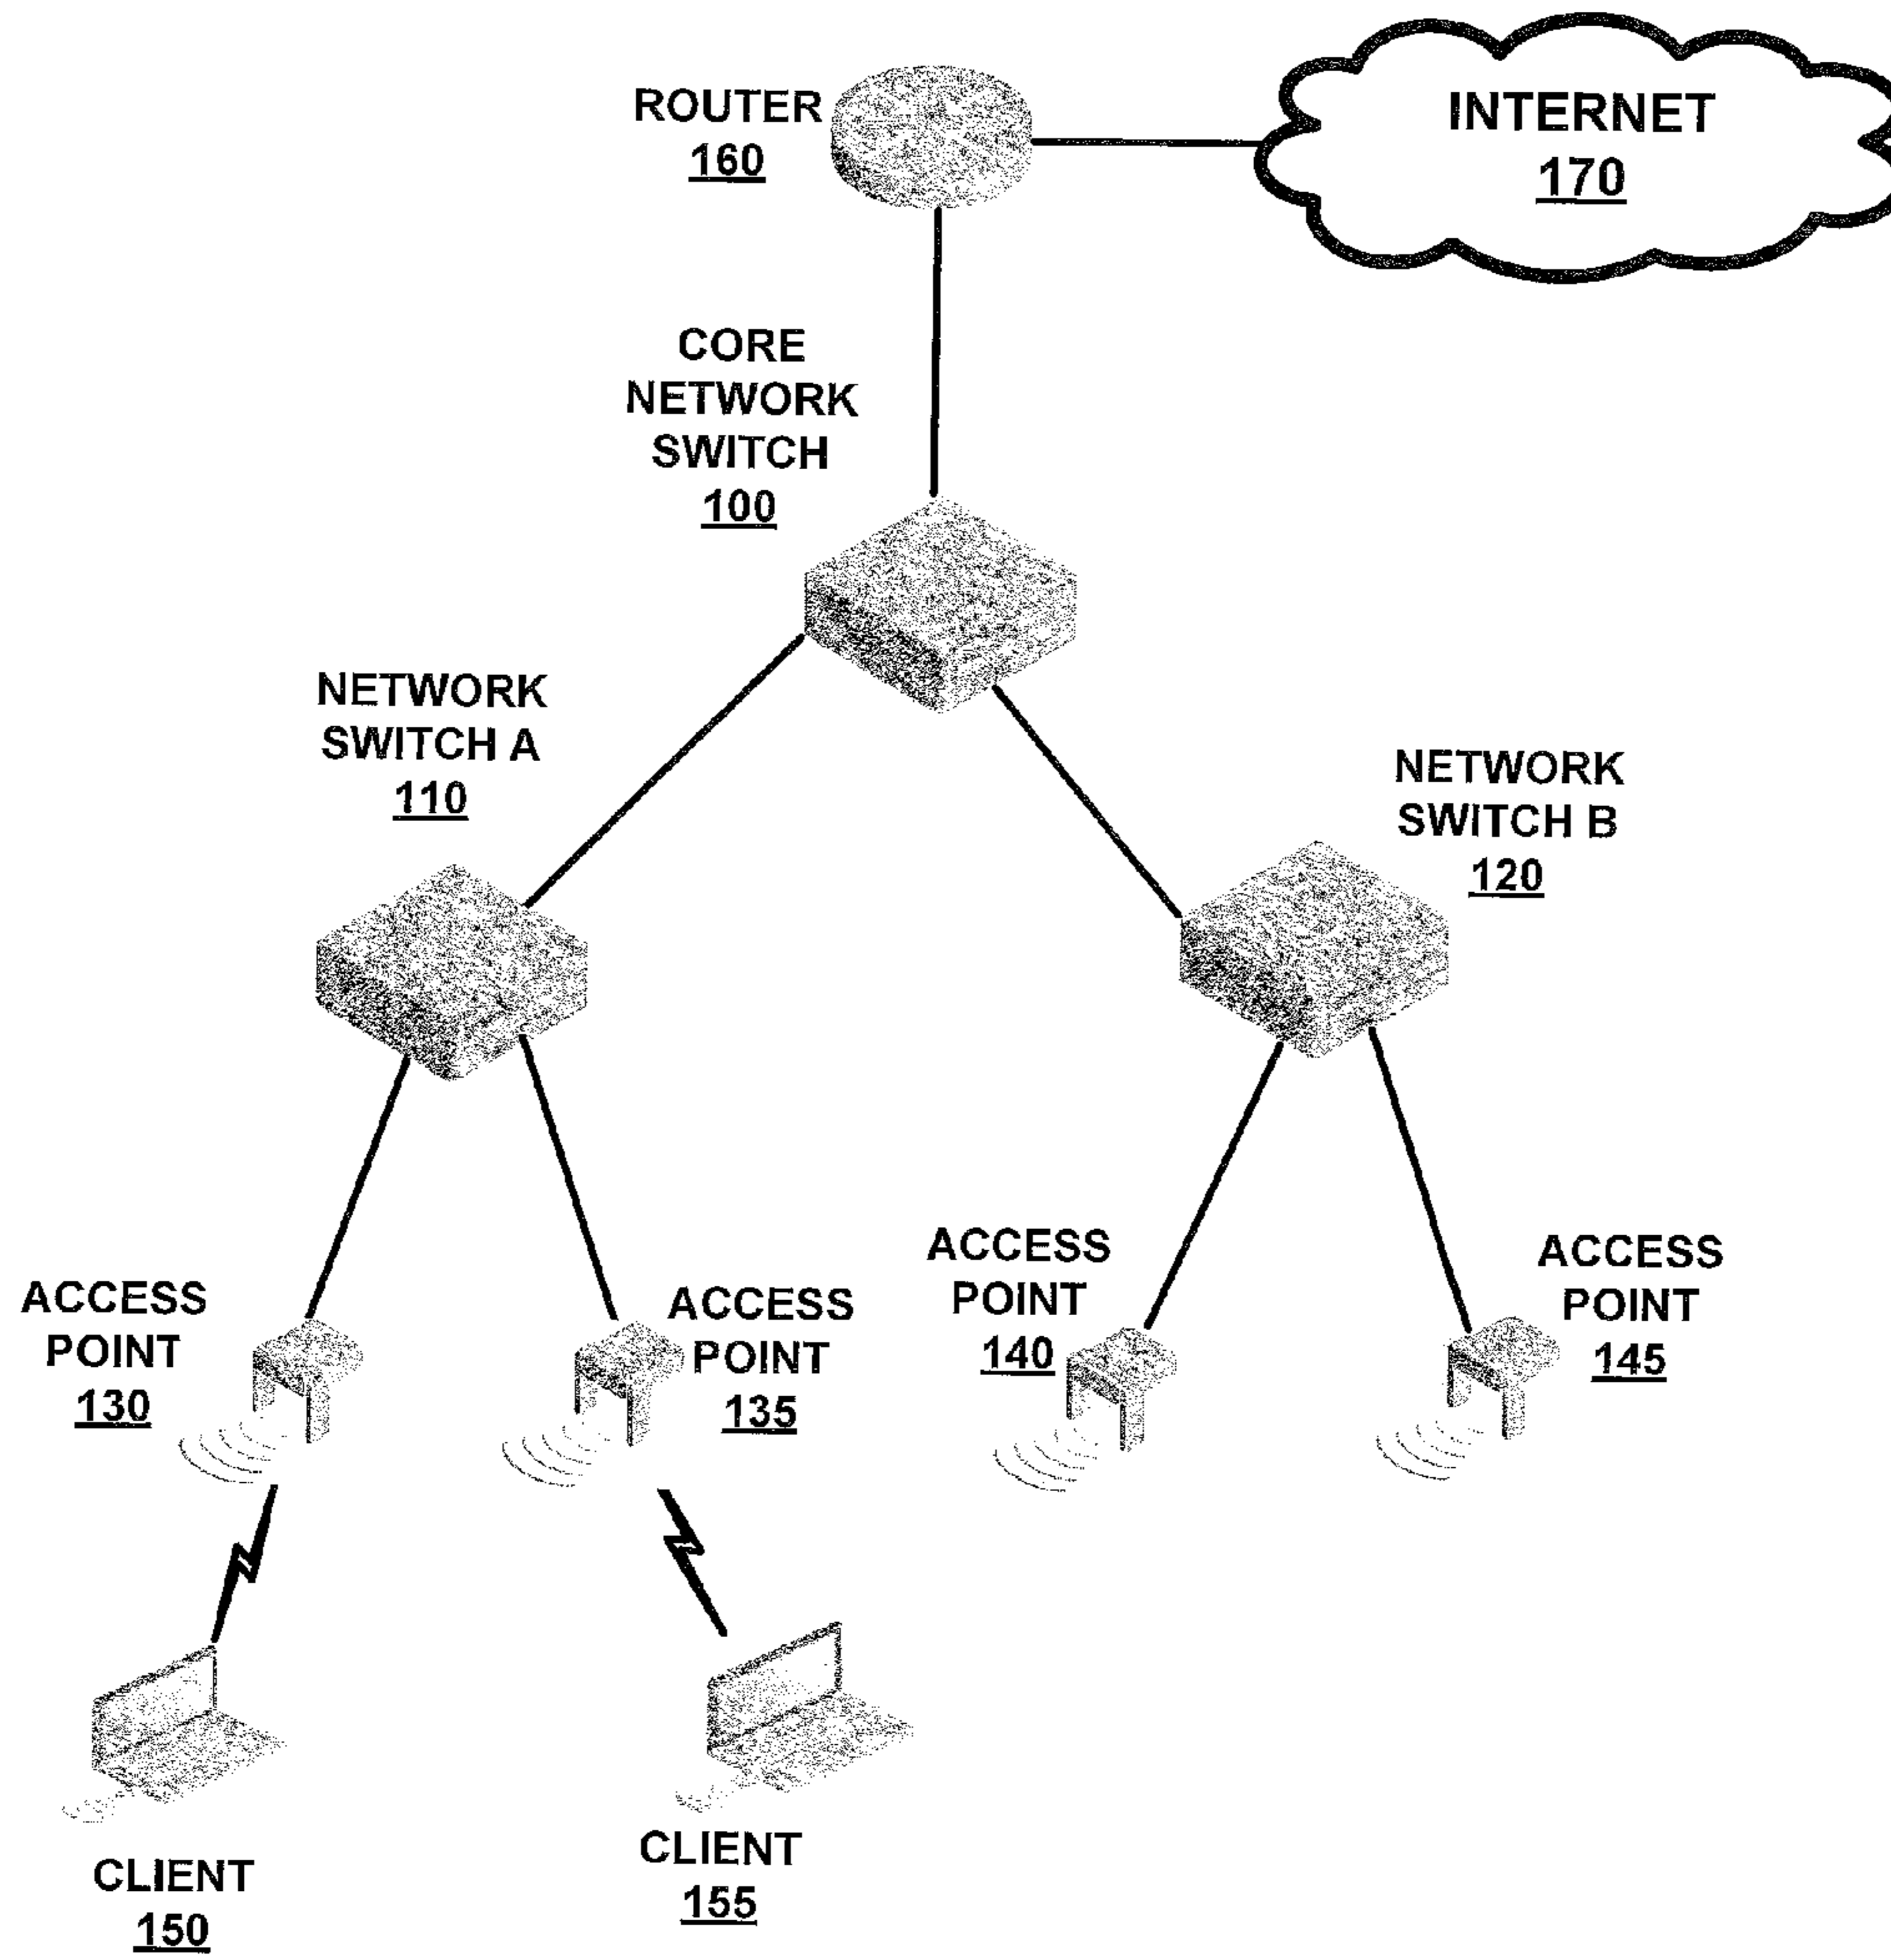 ROUTER
160
INTERNET
170
CORE
NETWORK
SWITCH
100
NETWORK
SWITCH A
110
NETWORK
SWITCH B
120
ACCESS
POINT
130
ACCESS
POINT
135
ACCESS
POINT
140
ACCESS
POINT
145
CLIENT
150
CLIENT
155